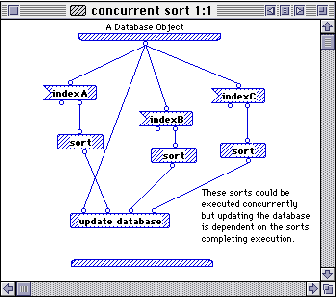 concurrent sort 1:1
A Database Object
indexA
indexB
indexC
sort
sort
sort
update database
These sorts could be
executed concurrently
but updating the database
is dependent on the sorts
completing execution.